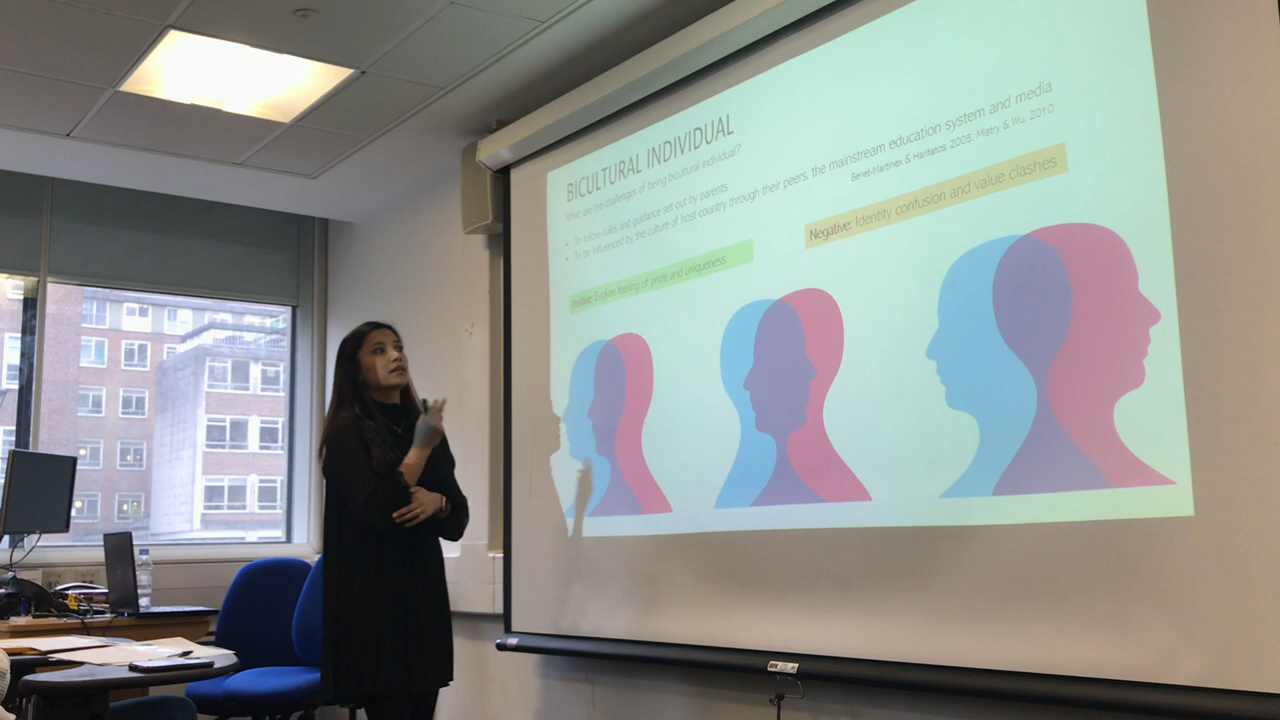 BICULTURAL INDIVIDUAL
What are the challenges of being bicultural individual?
• To follow rules and guidance set out by parents
• To be influenced by the culture of host country through their peers, the mainstream education system and media
Benet-Martinex & Haritatos, 2005, Mistry & Wu, 2010
Positive: Evokes feeling of pride and uniqueness
Negative: Identity confusion and value clashes